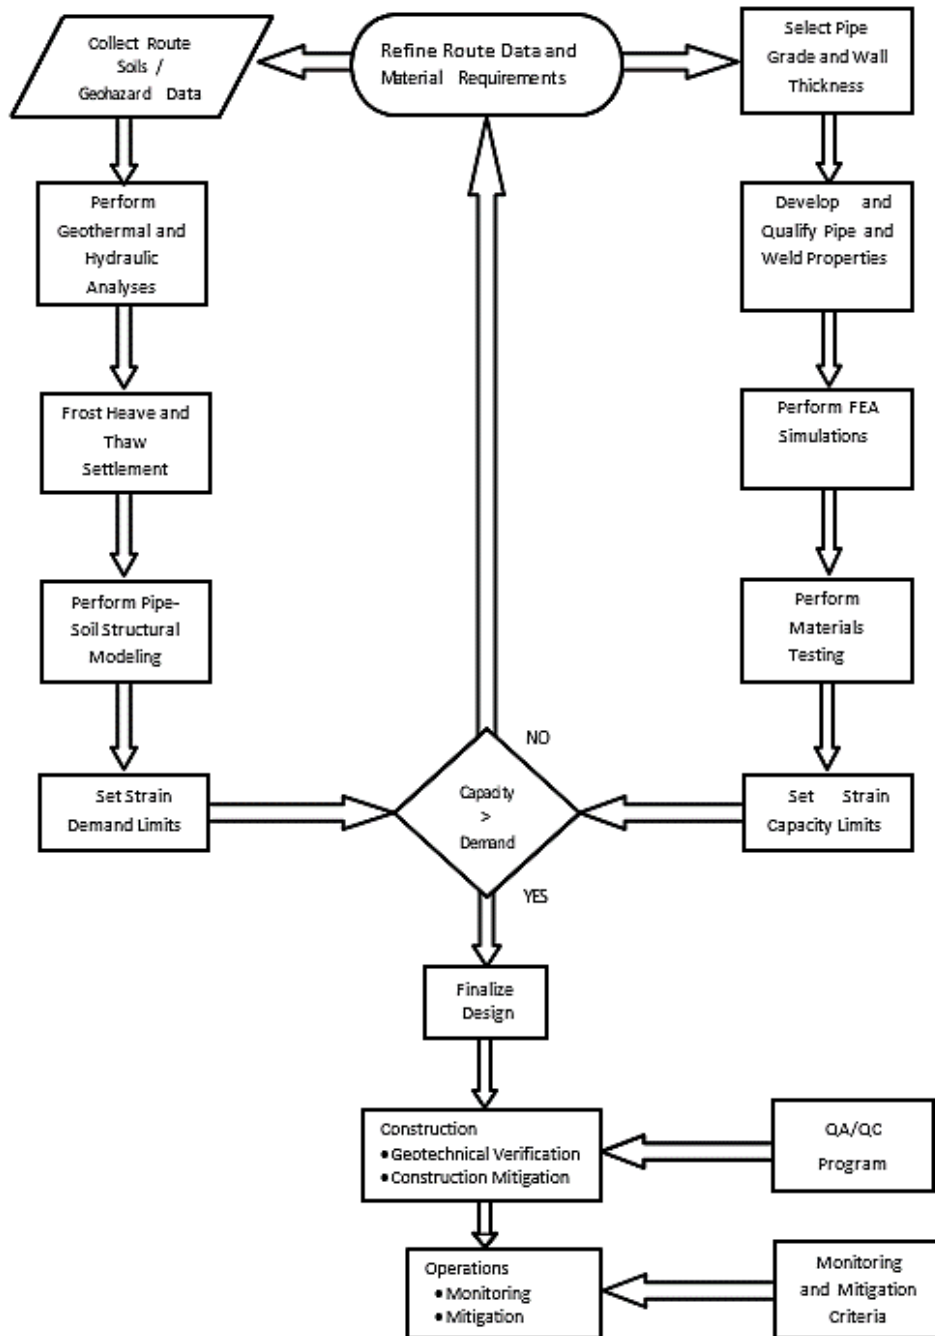 Collect Route
Soils /
Geohazard Data
Refine Route Data and
Material Requirements
Select Pipe
Grade and Wall
Thickness
Perform
Geothermal and
Hydraulic
Analyses
Develop and
Qualify Pipe and
Weld Properties
Frost Heave and
Thaw
Settlement
Perform FEA
Simulations
Perform Pipe-
Soil Structural
Modeling
Perform
Materials
Testing
NO
Set Strain
Demand Limits
Capacity
>
Demand
Set Strain
Capacity Limits
YES
Finalize
Design
Construction
• Geotechnical Verification
• Construction Mitigation
QA/QC
Program
Operations
• Monitoring
• Mitigation
Monitoring
and Mitigation
Criteria